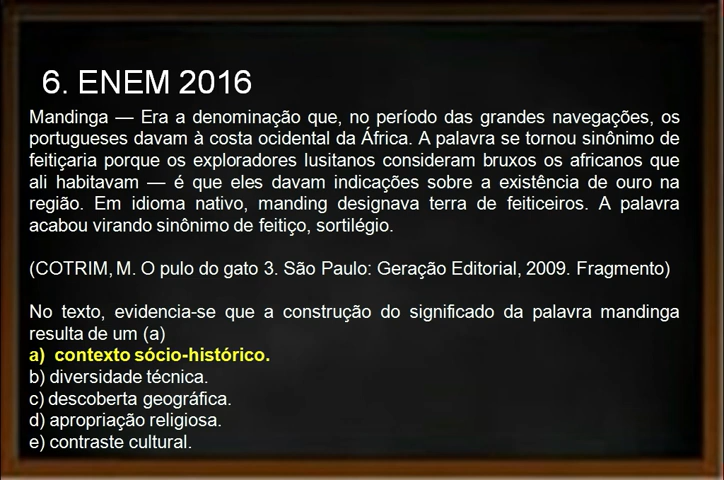 6. ENEM 2016
Mandinga — Era a denominação que, no período das grandes navegações, os
portugueses davam à costa ocidental da África. A palavra se tornou sinônimo de
feitiçaria porque os exploradores lusitanos consideram bruxos os africanos que
ali habitavam — é que eles davam indicações sobre a existência de ouro na
região. Em idioma nativo, manding designava terra de feiticeiros. A palavra
acabou virando sinônimo de feitiço, sortilégio.
(COTRIM, M. O pulo do gato 3. São Paulo: Geração Editorial, 2009. Fragmento)
No texto, evidencia-se que a construção do significado da palavra mandinga
resulta de um (a)
a) contexto sócio-histórico.
b) diversidade técnica.
c) descoberta geográfica.
d) apropriação religiosa.
e) contraste cultural.